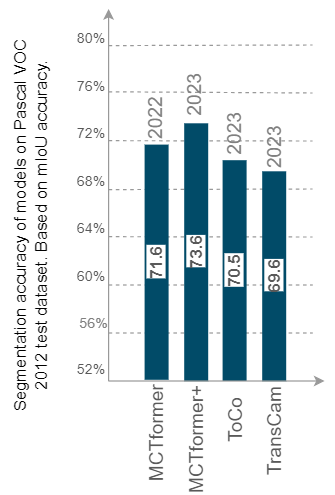 Segmentation accuracy of models on Pascal VOC
2012 test dataset. Based on mIoU accuracy.
80%
76%
72%
68%
64%
60%
56%
52%
2022
2023
2023
2023
71.6
73.6
70.5
69.6
MCTformer
MCTformer+
ToCo
TransCam